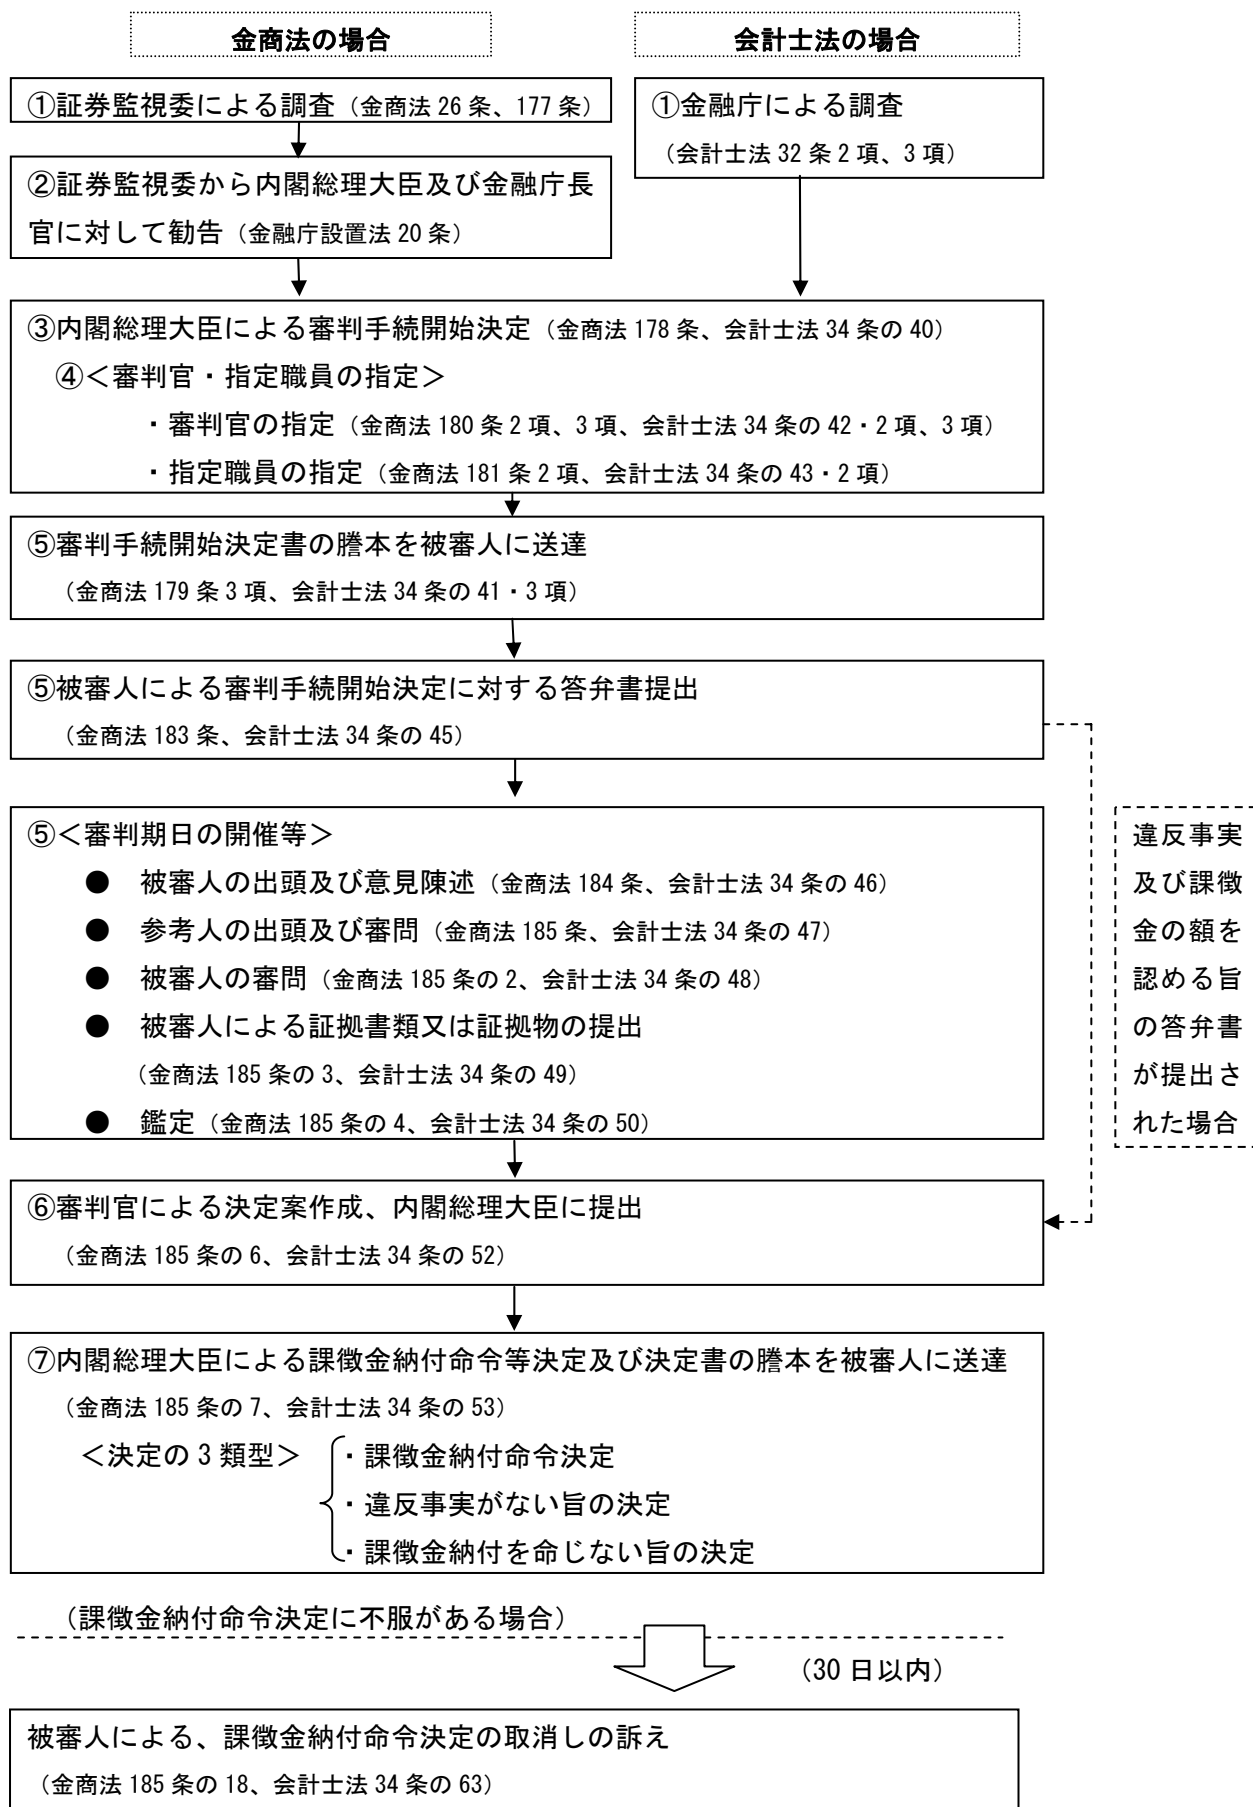 金商法の場合
会計士法の場合
①証券監視委による調査（金商法 26 条、177 条）
①金融庁による調査
（会計士法 32 条 2 項、3 項）
②証券監視委から内閣総理大臣及び金融庁長
官に対して勧告（金融庁設置法 20 条）
③内閣総理大臣による審判手続開始決定（金商法 178 条、会計士法 34 条の 40）
④＜審判官・指定職員の指定＞
・審判官の指定（金商法 180 条 2 項、3 項、会計士法 34 条の 42・2 項、3 項）
・指定職員の指定（金商法 181 条 2 項、会計士法 34 条の 43・2 項）
⑤審判手続開始決定書の謄本を被審人に送達
（金商法 179 条 3 項、会計士法 34 条の 41・3 項）
⑤被審人による審判手続開始決定に対する答弁書提出
（金商法 183 条、会計士法 34 条の 45）
⑤＜審判期日の開催等＞
● 被審人の出頭及び意見陳述（金商法 184 条、会計士法 34 条の 46）
● 参考人の出頭及び審問（金商法 185 条、会計士法 34 条の 47）
● 被審人の審問（金商法 185 条の 2、会計士法 34 条の 48）
● 被審人による証拠書類又は証拠物の提出
（金商法 185 条の 3、会計士法 34 条の 49）
● 鑑定（金商法 185 条の 4、会計士法 34 条の 50）
違反事実
及び課徴
金の額を
認める旨
の答弁書
が提出さ
れた場合
⑥審判官による決定案作成、内閣総理大臣に提出
（金商法 185 条の 6、会計士法 34 条の 52）
⑦内閣総理大臣による課徴金納付命令等決定及び決定書の謄本を被審人に送達
（金商法 185 条の 7、会計士法 34 条の 53）
＜決定の 3 類型＞ ・課徴金納付命令決定
・違反事実がない旨の決定
・課徴金納付を命じない旨の決定
（課徴金納付命令決定に不服がある場合）
（30 日以内）
被審人による、課徴金納付命令決定の取消しの訴え
（金商法 185 条の 18、会計士法 34 条の 63）